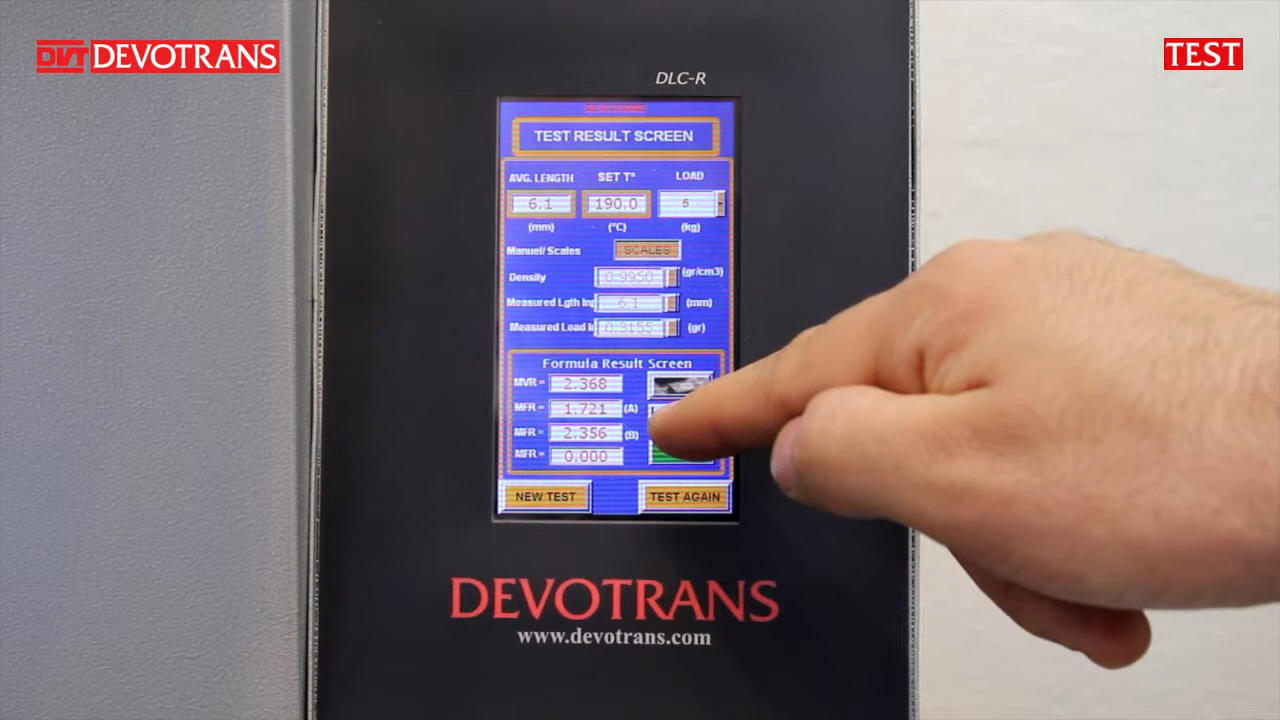 DVT DEVOTRANS
TEST
DLC-R
DEVOTRANS
TEST RESULT SCREEN
AVG. LENGTH SET T° LOAD
6.1 190.0 5
(mm) (°C) (kg)
Manuel/ Scales SCALES
Density 0.9950 (gr/cm3)
Measured Lgth Inp 6.1 (mm)
Measured Load I 0.3155 (gr)
Formula Result Screen
MVR = 2.368
MFR = 1.721 (A)
MFR = 2.356 (B)
MFR = 0.000
NEW TEST TEST AGAIN
DEVOTRANS
www.devotrans.com